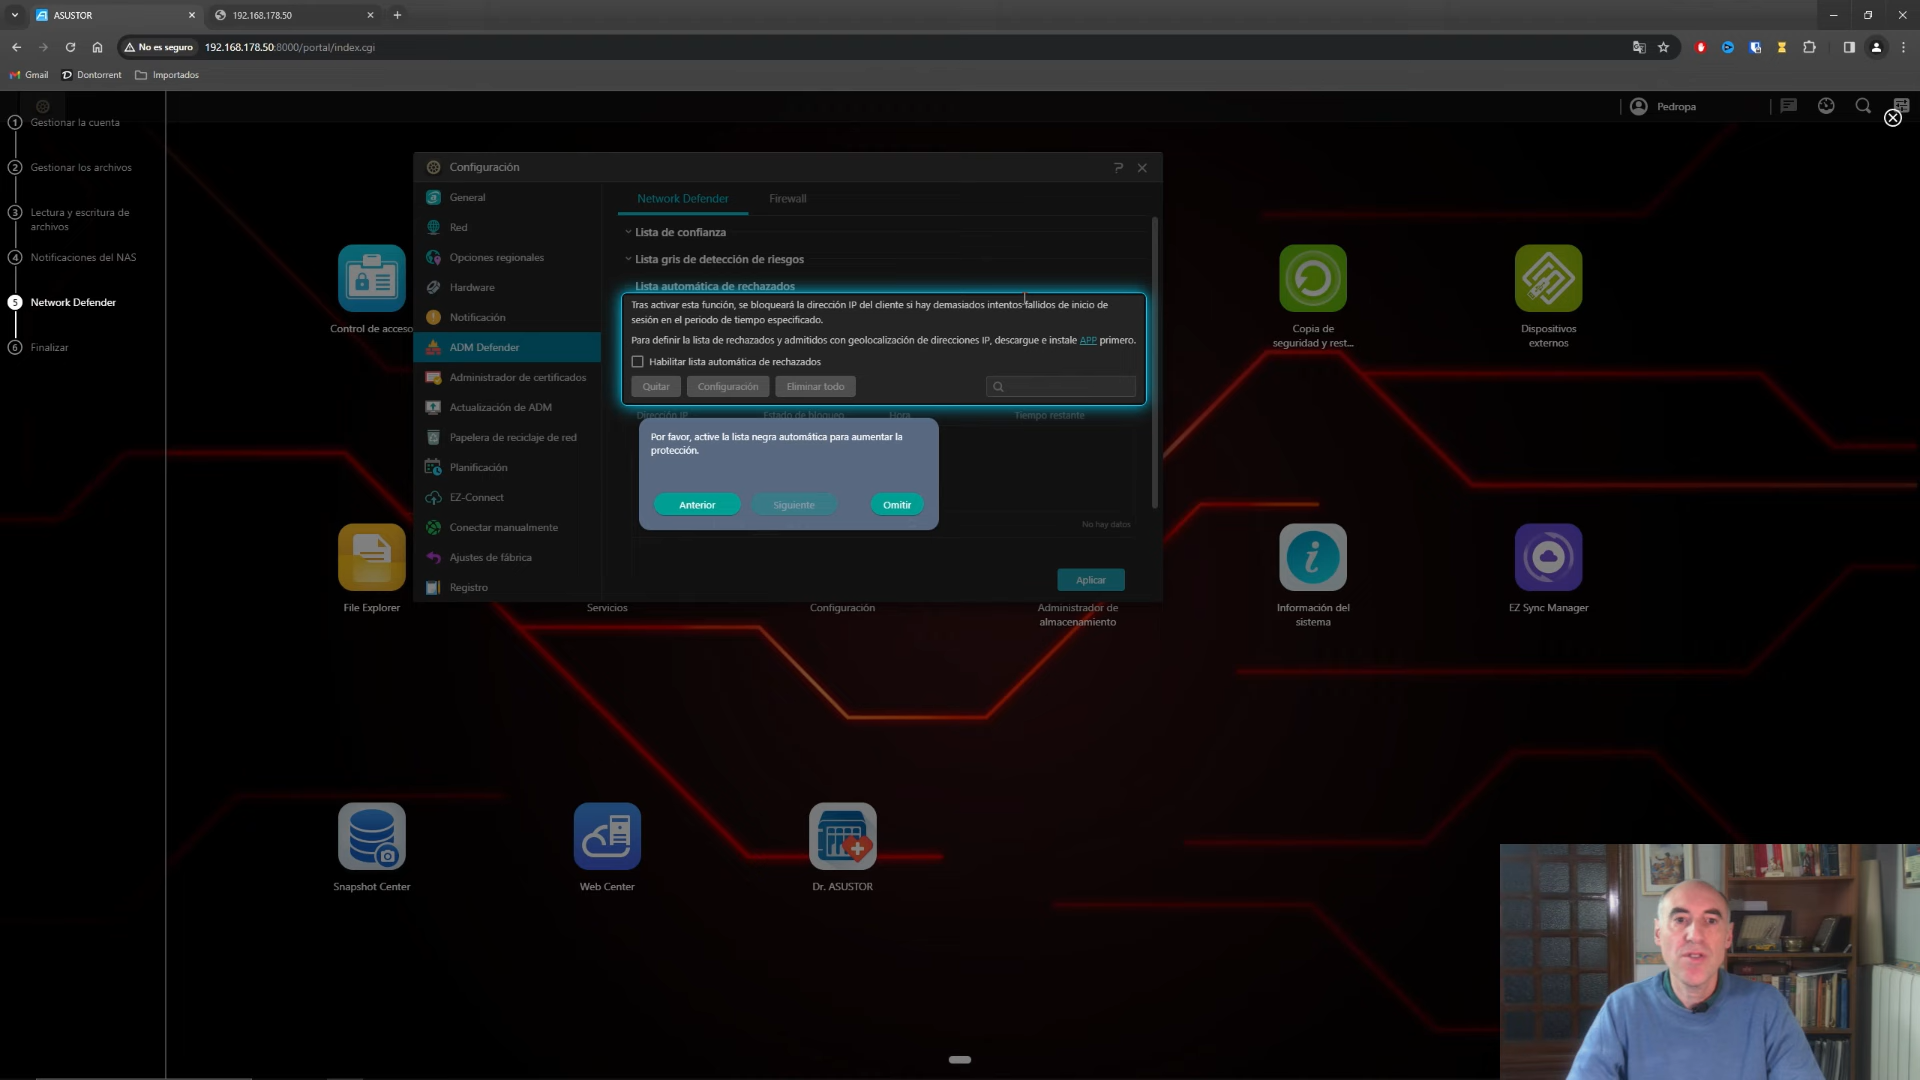 ASUSTOR
192.168.178.50
No es seguro
192.168.178.50:8000/portal/index.cgi
Gmail
Dontorrent
Importados
1 Gestionar la cuenta
2 Gestionar los archivos
3 Lectura y escritura de
archivos
4 Notificaciones del NAS
5 Network Defender
6 Finalizar
Pedropa
Configuración
General
Red
Opciones regionales
Hardware
Notificación
ADM Defender
Administrador de certificados
Actualización de ADM
Papelera de reciclaje de red
Planificación
EZ-Connect
Conectar manualmente
Ajustes de fábrica
Registro
Network Defender
Firewall
Lista de confianza
Lista gris de detección de riesgos
Lista automática de rechazados
Tras activar esta función, se bloqueará la dirección IP del cliente si hay demasiados intentos fallidos de inicio de
sesión en el periodo de tiempo especificado.
Para definir la lista de rechazados y admitidos con geolocalización de direcciones IP, descargue e instale APP primero.
Habilitar lista automática de rechazados
Quitar
Configuración
Eliminar todo
Dirección IP
Estado de bloqueo
Hora
Tiempo restante
Por favor, active la lista negra automática para aumentar la
protección.
Anterior
Siguiente
Omitir
No hay datos
Aplicar
Control de acceso
Copia de
seguridad y rest...
Dispositivos
externos
File Explorer
Servicios
Configuración
Administrador de
almacenamiento
Información del
sistema
EZ Sync Manager
Snapshot Center
Web Center
Dr. ASUSTOR